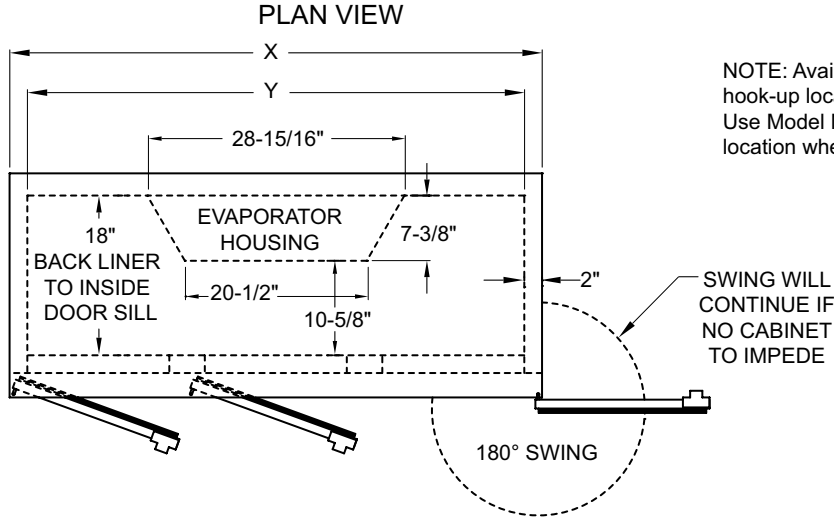 PLAN VIEW
X
Y
28-15/16"
NOTE: Avai
hook-up loca
Use Model
location whe
18"
BACK LINER
TO INSIDE
DOOR SILL
EVAPORATOR
HOUSING
7-3/8"
20-1/2"
10-5/8"
2"
SWING WILL
CONTINUE IF
NO CABINET
TO IMPEDE
180° SWING